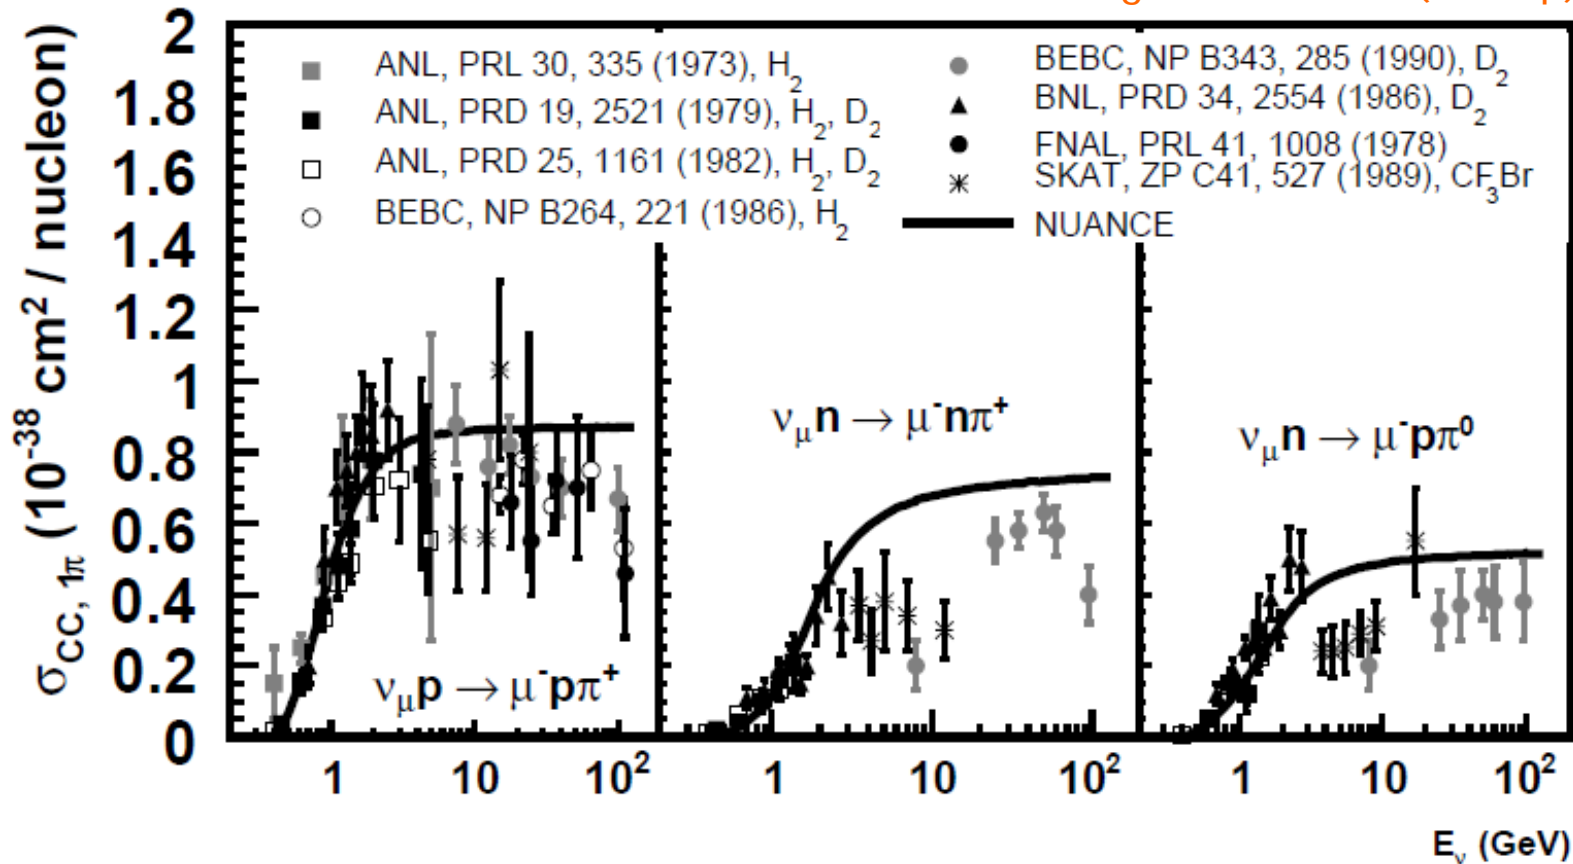 σCC, 1π (10⁻³⁸ cm² / nucleon)
2
1.8
1.6
1.4
1.2
1
0.8
0.6
0.4
0.2
0
ANL, PRL 30, 335 (1973), H₂
ANL, PRD 19, 2521 (1979), H₂, D₂
ANL, PRD 25, 1161 (1982), H₂, D₂
BEBC, NP B264, 221 (1986), H₂
BEBC, NP B343, 285 (1990), D₂
BNL, PRD 34, 2554 (1986), D₂
FNAL, PRL 41, 1008 (1978)
SKAT, ZP C41, 527 (1989), CF₃Br
NUANCE
νμp → μ⁻pπ⁺
νμn → μ⁻nπ⁺
νμn → μ⁻pπ⁰
1 10 10²
1 10 10²
1 10 10²
Eν (GeV)